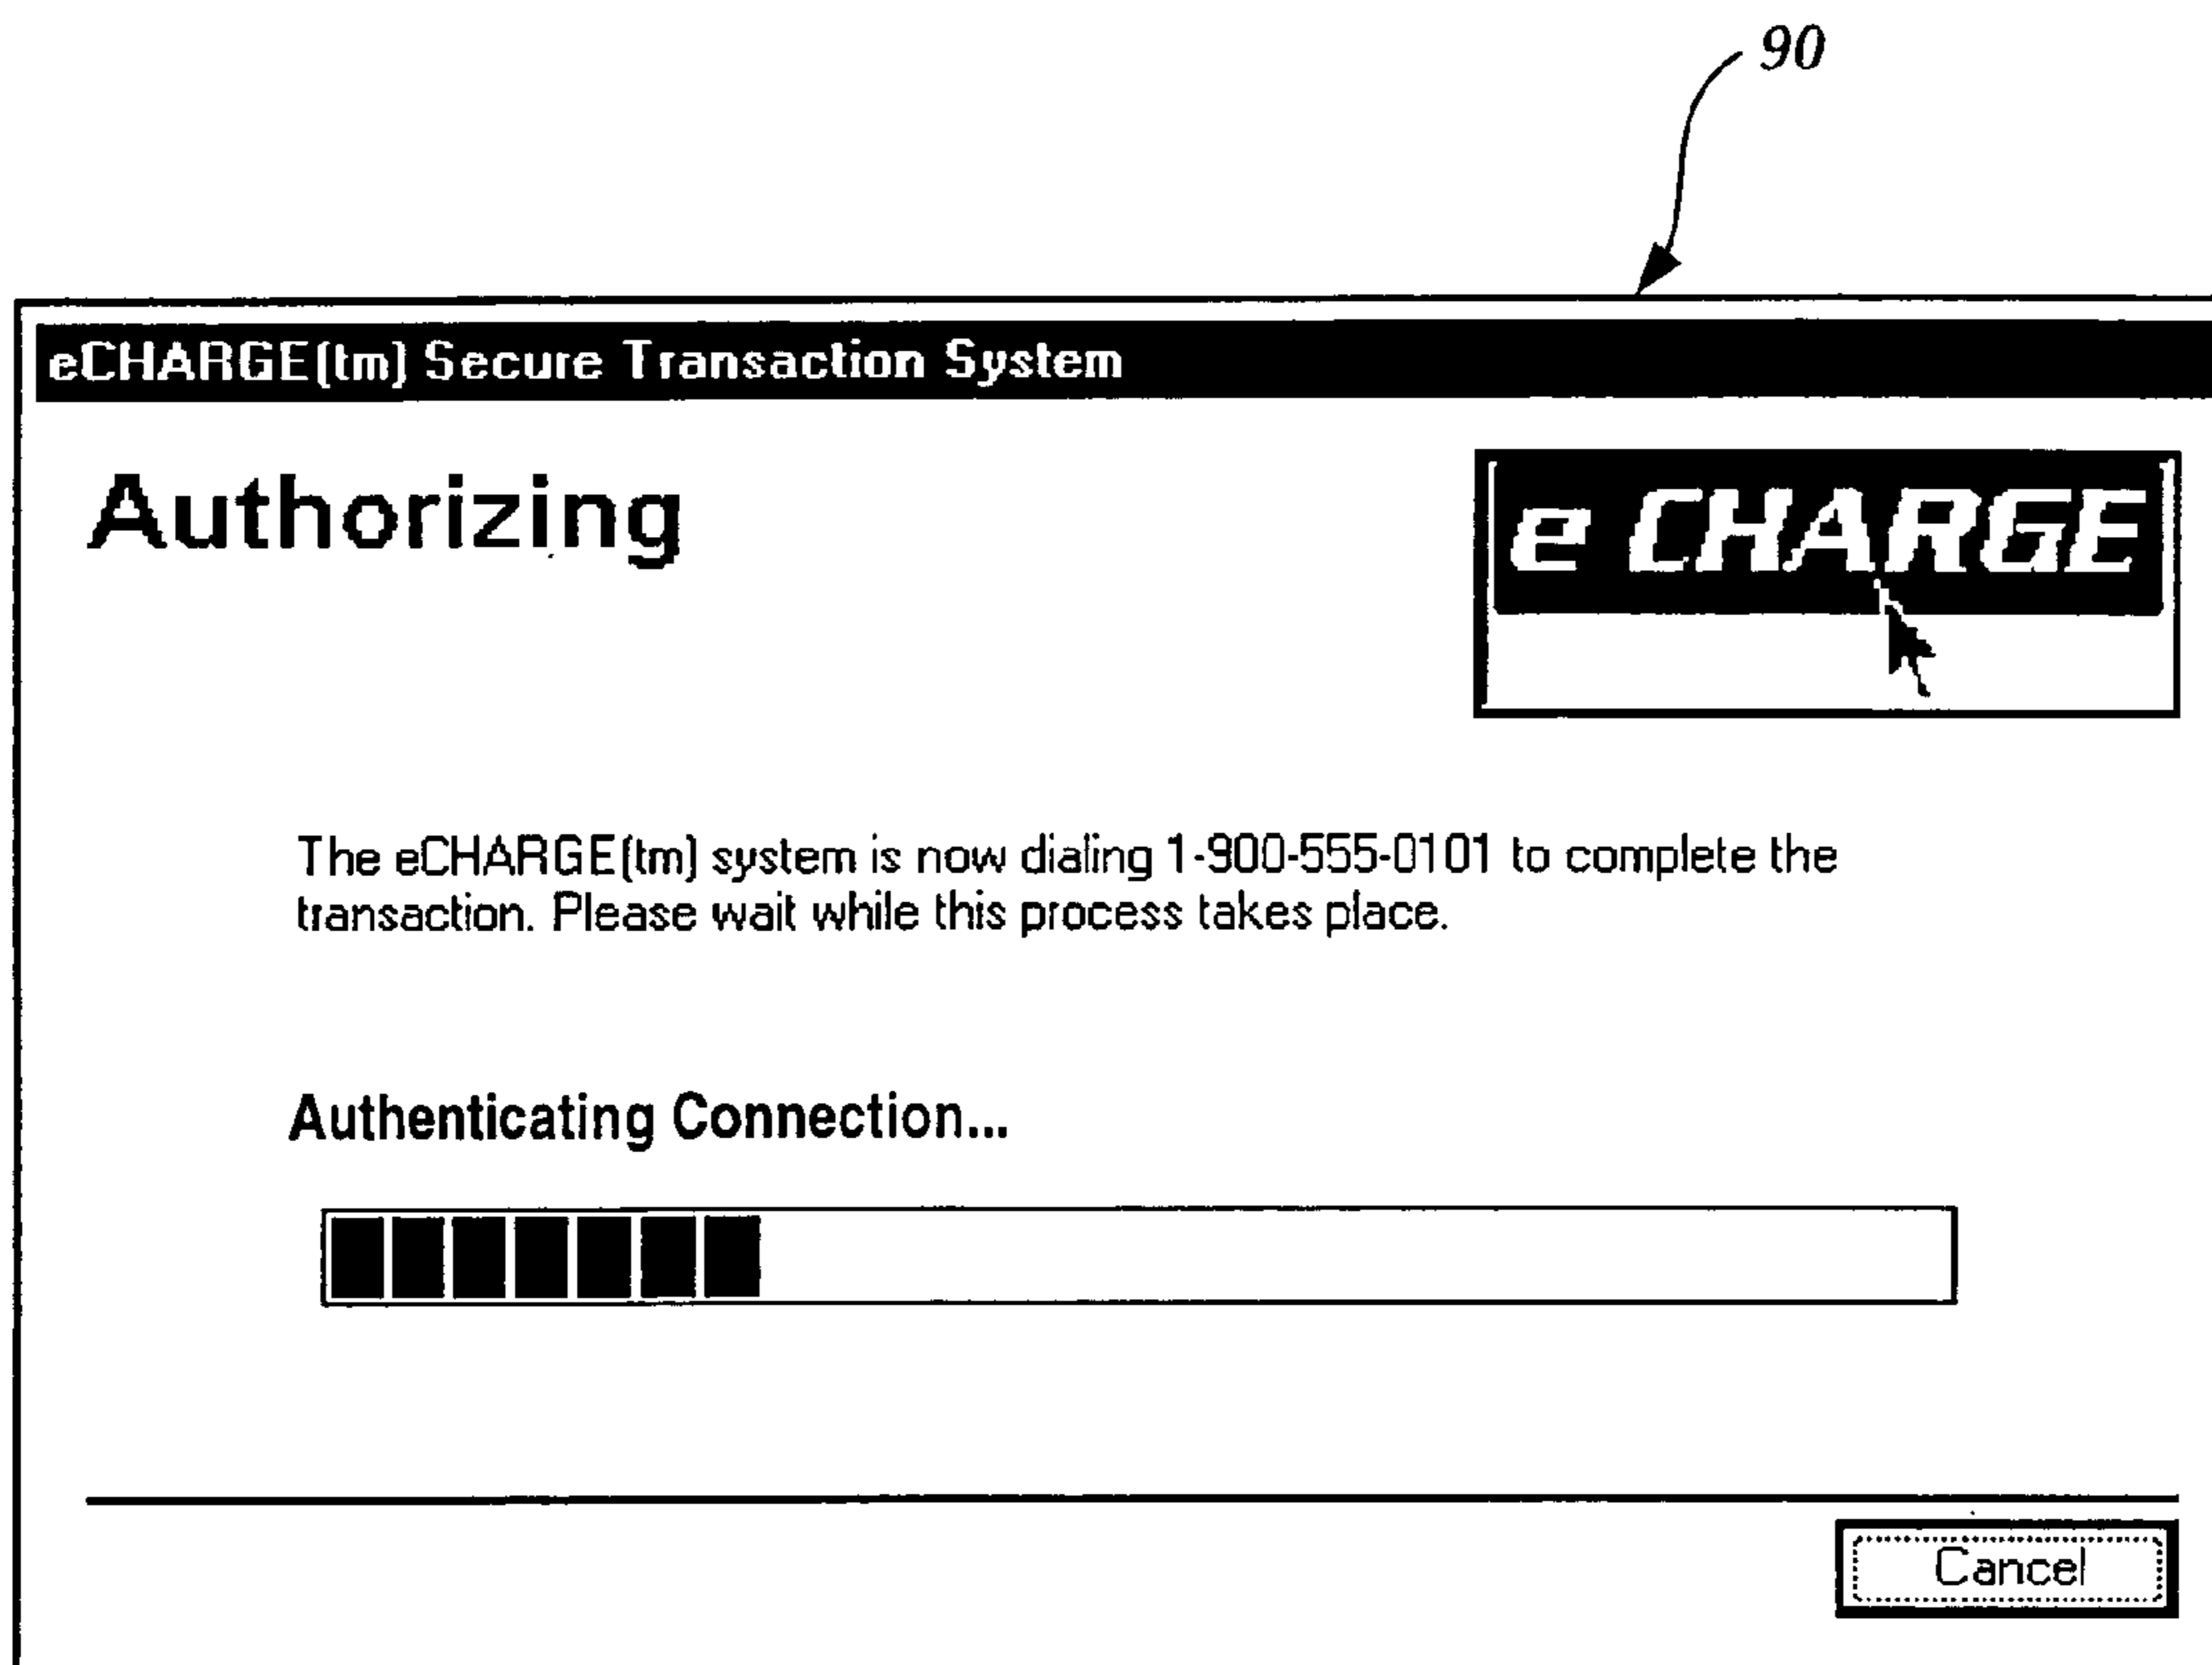 90
eCHARGE(tm) Secure Transaction System
Authorizing
e CHARGE
The eCHARGE(tm) system is now dialing 1-900-555-0101 to complete the
transaction. Please wait while this process takes place.
Authenticating Connection...
Cancel